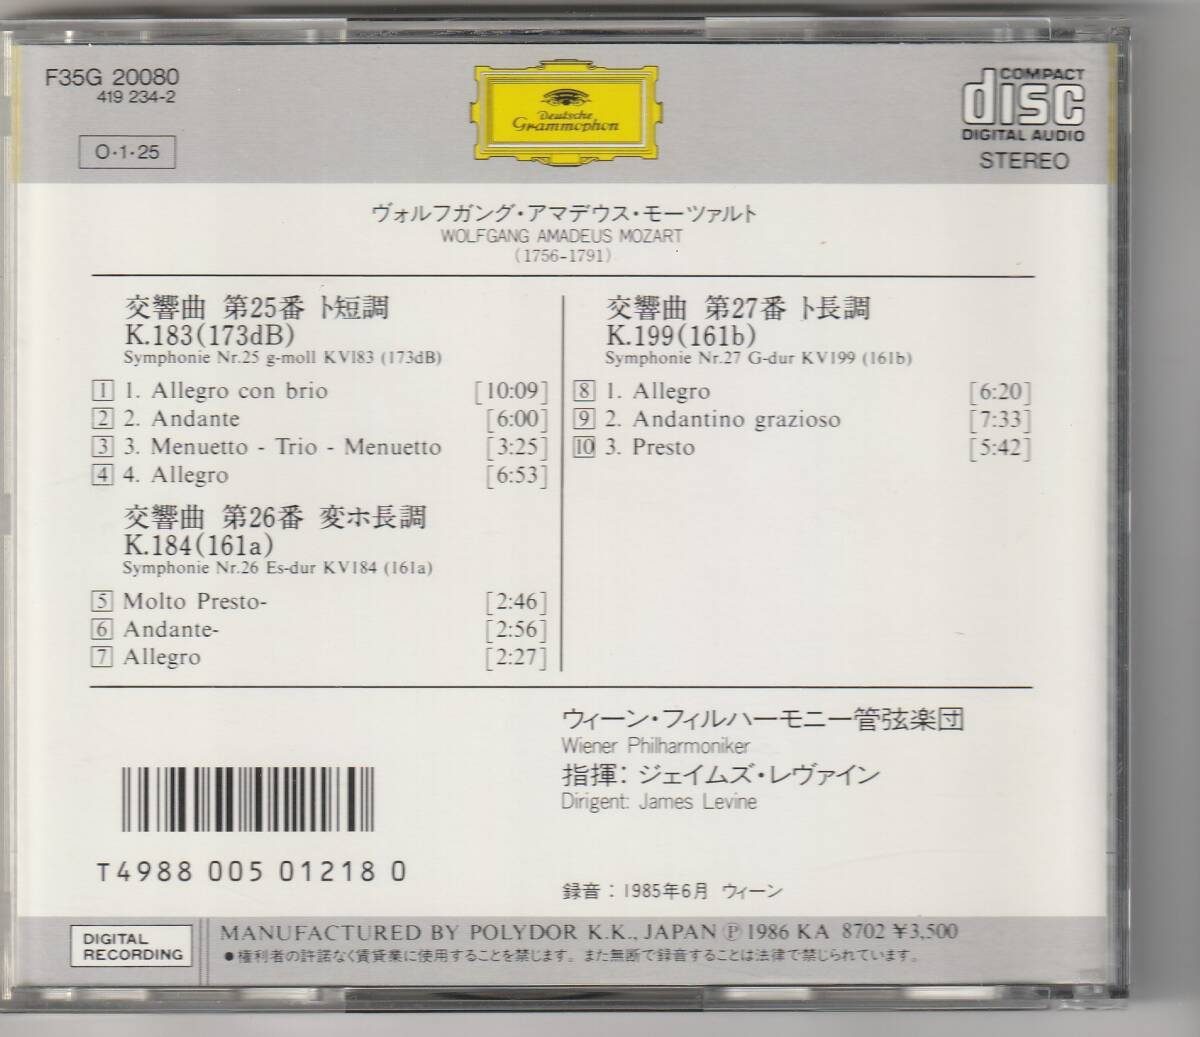 F35G 20080
419 234-2
O・1・25
Deutsche
Grammophon
COMPACT
disc
DIGITAL AUDIO
STEREO
ヴォルフガング・アマデウス・モーツァルト
WOLFGANG AMADEUS MOZART
(1756-1791)
交響曲 第25番 ト短調
K.183(173dB)
Symphonie Nr.25 g-moll KV183 (173dB)
1 1. Allegro con brio [10:09]
2 2. Andante [6:00]
3 3. Menuetto - Trio - Menuetto [3:25]
4 4. Allegro [6:53]
交響曲 第26番 変ホ長調
K.184(161a)
Symphonie Nr.26 Es-dur KV184 (161a)
5 Molto Presto- [2:46]
6 Andante- [2:56]
7 Allegro [2:27]
交響曲 第27番 ト長調
K.199(161b)
Symphonie Nr.27 G-dur KV199 (161b)
8 1. Allegro [6:20]
9 2. Andantino grazioso [7:33]
10 3. Presto [5:42]
ウィーン・フィルハーモニー管弦楽団
Wiener Philharmoniker
指揮: ジェイムズ・レヴァイン
Dirigent: James Levine
T4988 005 01218 0
録音：1985年6月 ウィーン
DIGITAL
RECORDING
MANUFACTURED BY POLYDOR K.K., JAPAN Ⓟ 1986 KA 8702 ¥3,500
●権利者の許諾なく賃貸業に使用することを禁じます。また無断で録音することは法律で禁じられています。